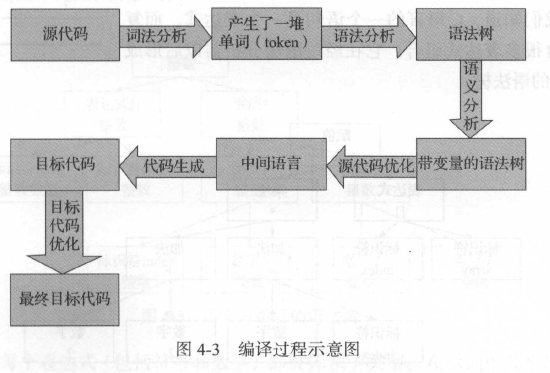 源代码
词法分析
产生了一堆
单词（token）
语法分析
语法树
语义分析
目标代码
代码生成
中间语言
源代码优化
带变量的语法树
目标
代码
优化
最终目标代码
图 4-3 编译过程示意图